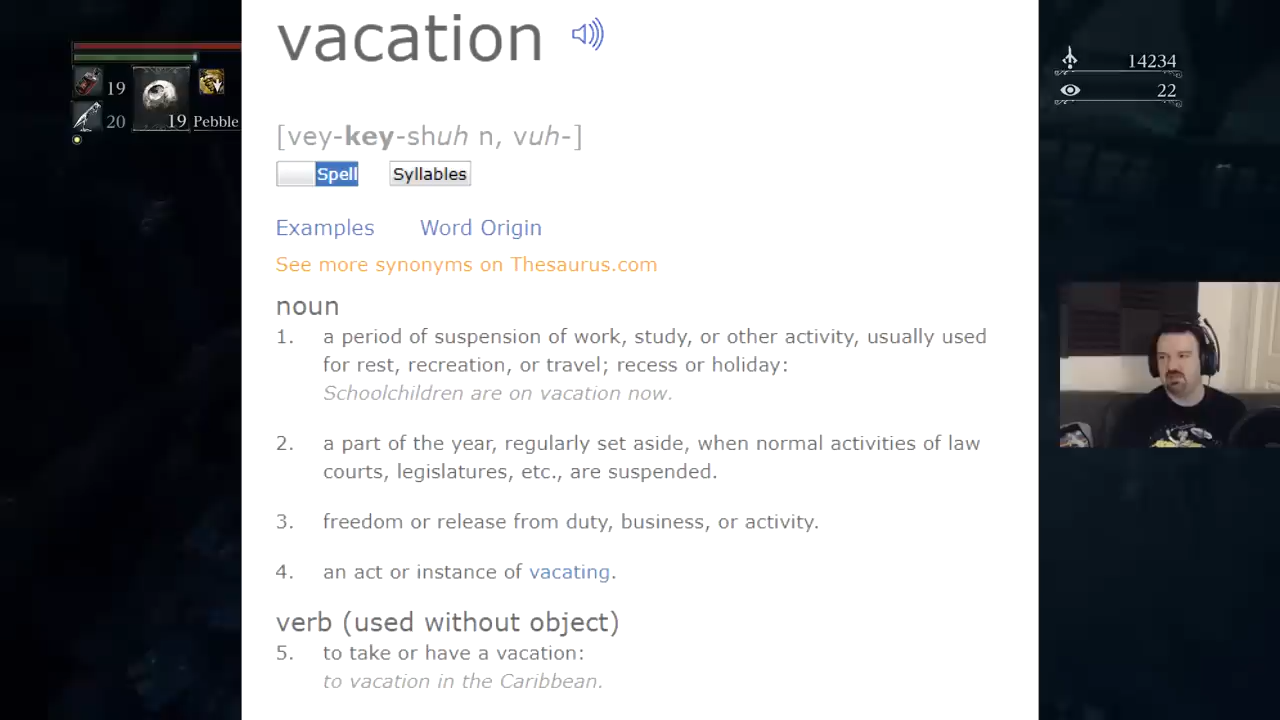 vacation
19
20
19 Pebble
14234
22
[vey-key-shuh n, vuh-]
Spell Syllables
Examples Word Origin
See more synonyms on Thesaurus.com
noun
1. a period of suspension of work, study, or other activity, usually used
for rest, recreation, or travel; recess or holiday:
Schoolchildren are on vacation now.
2. a part of the year, regularly set aside, when normal activities of law
courts, legislatures, etc., are suspended.
3. freedom or release from duty, business, or activity.
4. an act or instance of vacating.
verb (used without object)
5. to take or have a vacation:
to vacation in the Caribbean.